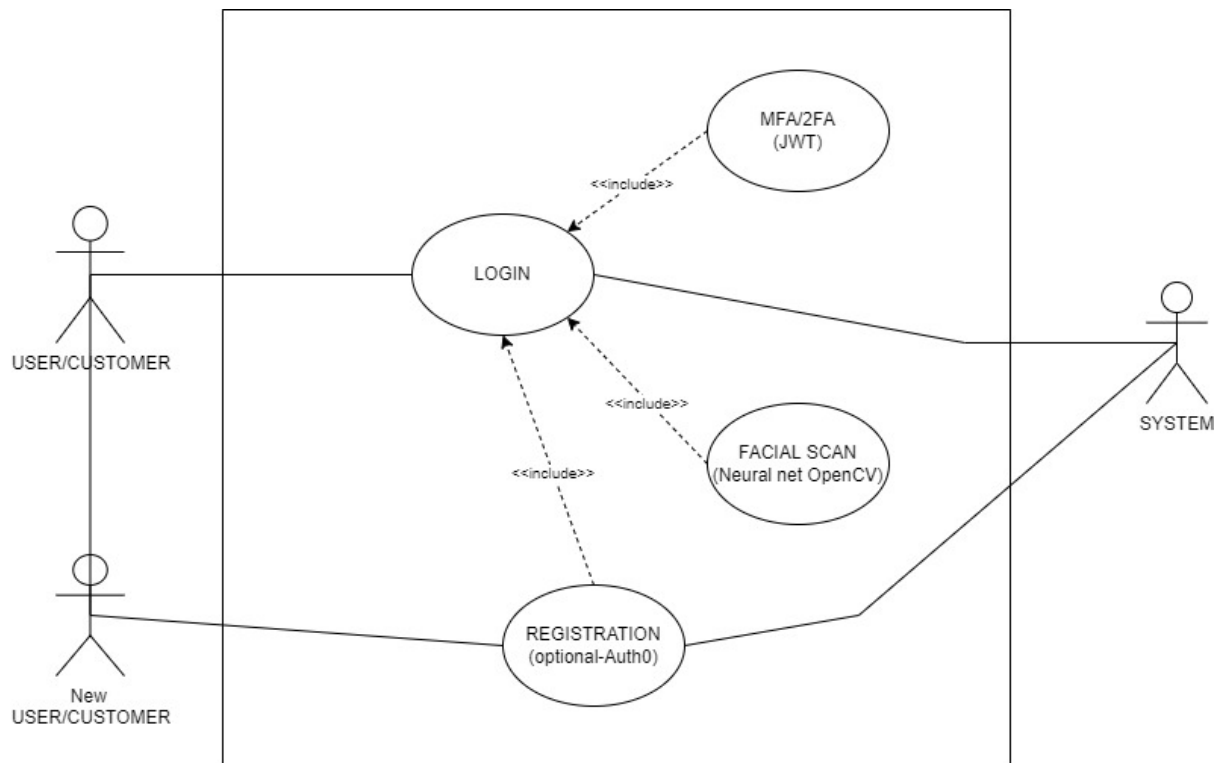 MFA/2FA
(JWT)
<<include>>
LOGIN
USER/CUSTOMER
<<include>>
FACIAL SCAN
(Neural net OpenCV)
SYSTEM
<<include>>
REGISTRATION
(optional-Auth0)
New
USER/CUSTOMER